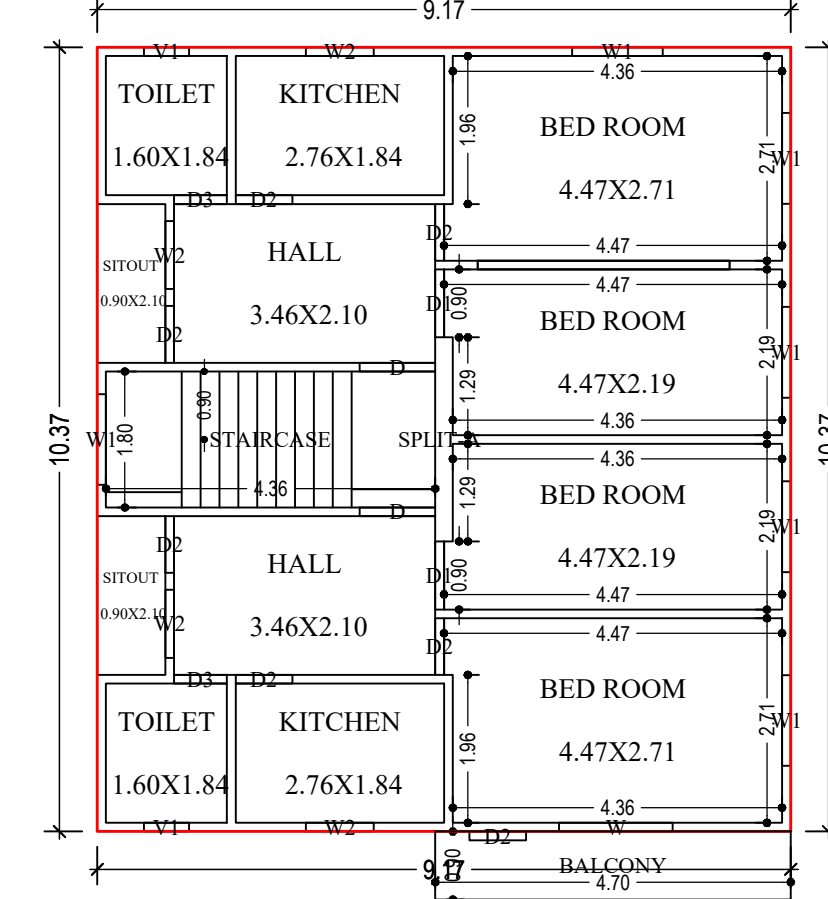 9.17
V1 W2 W1
4.36
TOILET KITCHEN
1.96
BED ROOM
1.60X1.84 2.76X1.84
2.71
W1
4.47X2.71
D3 D2
D2
4.47
HALL
W2
SITOUT
0.90X2.10
3.46X2.10
4.47
D1
0.90
BED ROOM
D2
2.19
W1
4.47X2.19
1.29
D
0.90
4.36
10.37
W1
1.80
STAIRCASE
SPLIT A
10.37
4.36
4.36
1.29
BED ROOM
D
2.19
W1
4.47X2.19
D2
HALL
SITOUT
D1
0.90
4.47
0.90X2.10
W2
3.46X2.10
4.47
D2
D3 D2
BED ROOM
TOILET KITCHEN
2.71
W1
1.96
4.47X2.71
1.60X1.84 2.76X1.84
4.36
V1 W2 W
D2
9.17
BALCONY
4.70